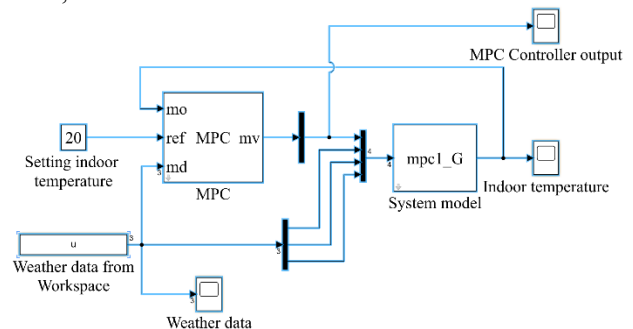 MPC Controller output
mo
20
ref MPC mv
Setting indoor
temperature
md
3
MPC
4
4
mpc1_G
System model
Indoor temperature
u
3
Weather data from
Workspace
3
3
Weather data